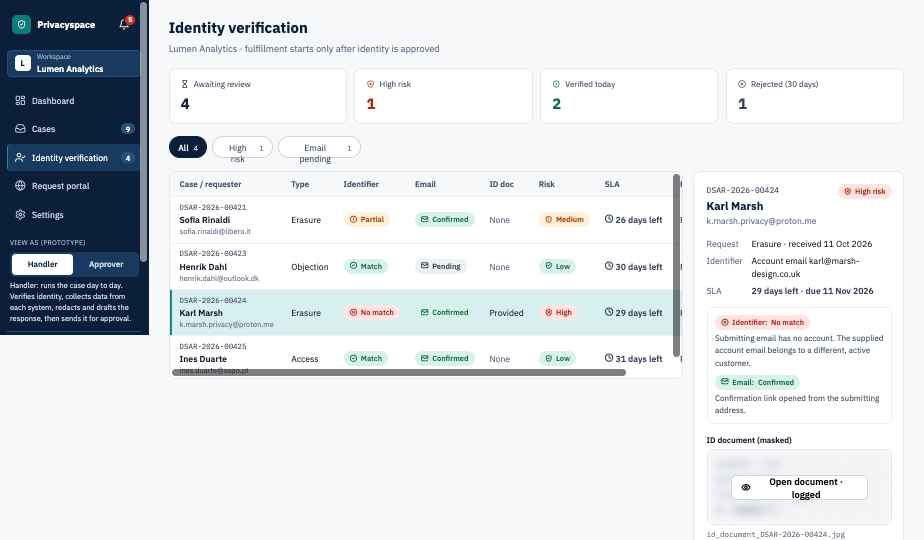 Privacyspace
5
L
Workspace
Lumen Analytics
Dashboard
Cases
9
Identity verification
4
Request portal
Settings
VIEW AS (PROTOTYPE)
Handler
Approver
Handler: runs the case day to day.
Verifies identity, collects data from
each system, redacts and drafts the
response, then sends it for approval.
Identity verification
Lumen Analytics · fulfillment starts only after identity is approved
Awaiting review
4
High risk
1
Verified today
2
Rejected (30 days)
1
All 4
High
risk
1
Email
pending
1
Case / requester
Type
Identifier
Email
ID doc
Risk
SLA
DSAR-2026-00421
Sofia Rinaldi
sofia.rinaldi@libero.it
Erasure
Partial
Confirmed
None
Medium
26 days left
DSAR-2026-00423
Henrik Dahl
henrik.dahl@outlook.dk
Objection
Match
Pending
None
Low
30 days left
DSAR-2026-00424
Karl Marsh
k.marsh.privacy@proton.me
Erasure
No match
Confirmed
Provided
High
29 days left
DSAR-2026-00425
Ines Duarte
ines.duarte@sapo.pt
Access
Match
Confirmed
None
Low
31 days left
DSAR-2026-00424
High risk
Karl Marsh
k.marsh.privacy@proton.me
Request
Erasure · received 11 Oct 2026
Identifier
Account email karl@marsh-
design.co.uk
SLA
29 days left · due 11 Nov 2026
Identifier: No match
Submitting email has no account. The supplied
account email belongs to a different, active
customer.
Email: Confirmed
Confirmation link opened from the submitting
address.
ID document (masked)
Open document ·
logged
id_document_DSAR-2026-00424.jpg